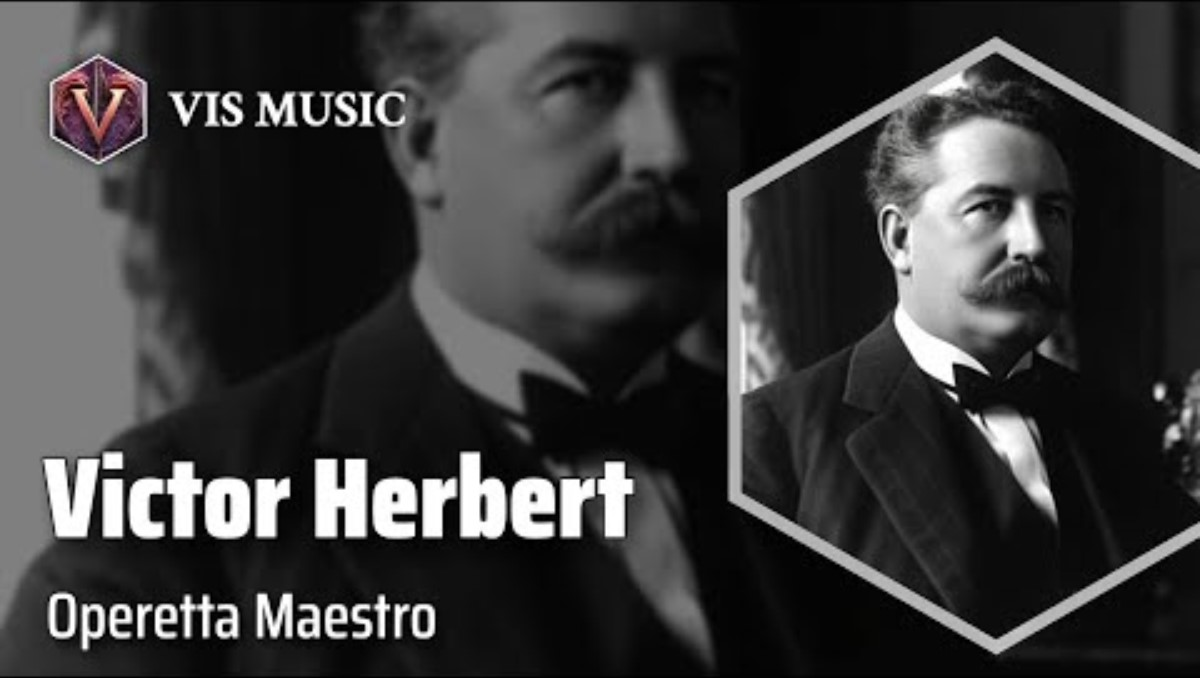 V
VIS MUSIC
Victor Herbert
Operetta Maestro